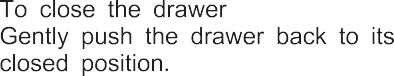 To close the drawer
Gently push the drawer back to its
closed position.